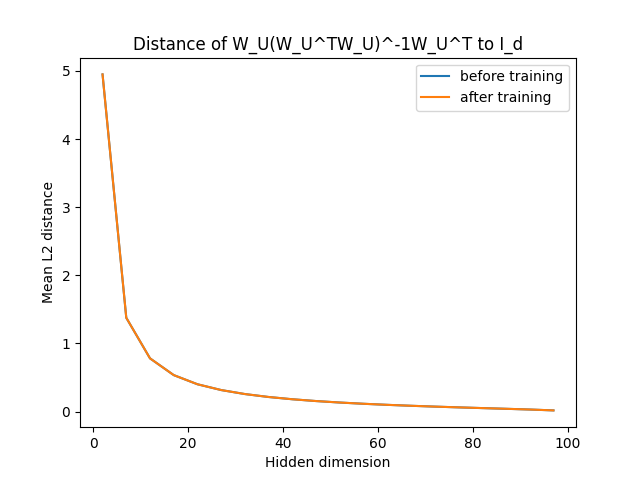 Distance of W_U(W_U^TW_U)^-1W_U^T to I_d
before training
after training
Mean L2 distance
5
4
3
2
1
0
0 20 40 60 80 100
Hidden dimension